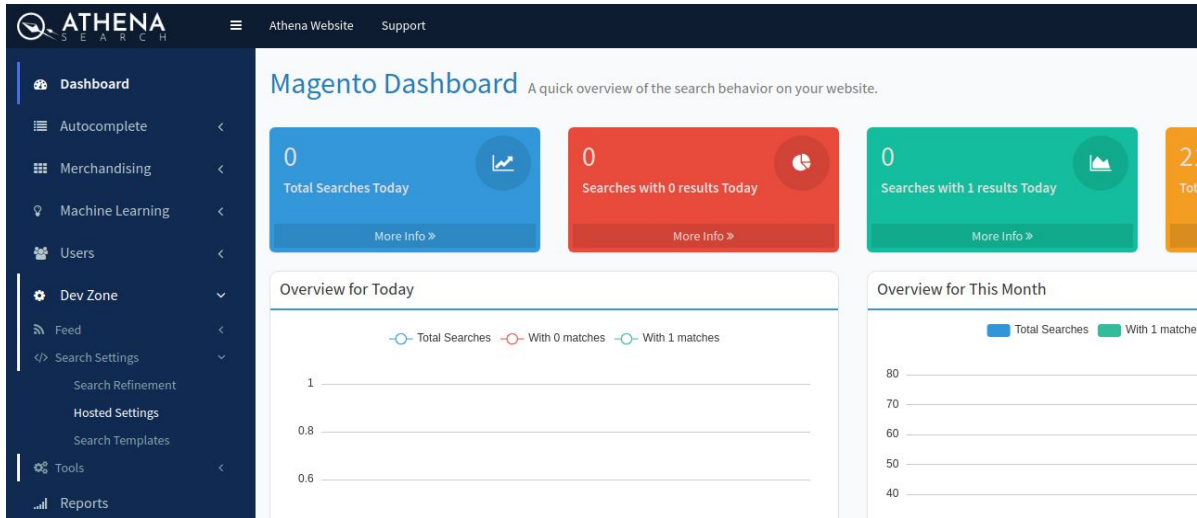 ATHENA
SEARCH
Athena Website Support
Dashboard
Autocomplete
Merchandising
Machine Learning
Users
Dev Zone
Feed
Search Settings
Search Refinement
Hosted Settings
Search Templates
Tools
Reports
Magento Dashboard A quick overview of the search behavior on your website.
0
Total Searches Today
More Info »
0
Searches with 0 results Today
More Info »
0
Searches with 1 results Today
More Info »
Overview for Today
Total Searches With 0 matches With 1 matches
1
0.8
0.6
Overview for This Month
Total Searches With 1 matche
80
70
60
50
40